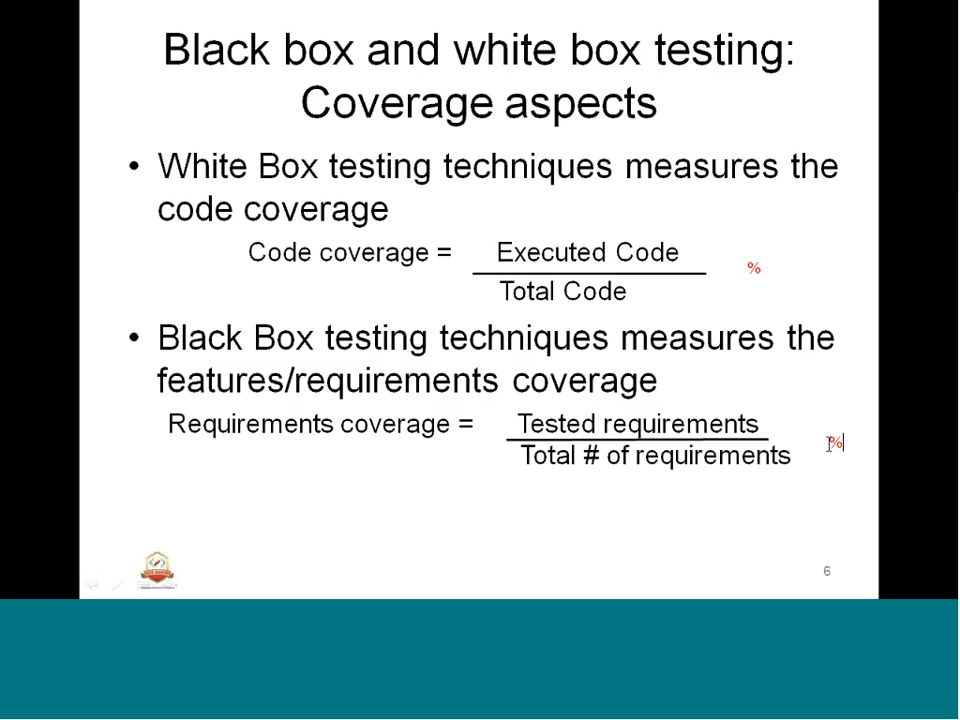 Black box and white box testing:
Coverage aspects
• White Box testing techniques measures the
code coverage
Code coverage = Executed Code
%
Total Code
• Black Box testing techniques measures the
features/requirements coverage
Requirements coverage = Tested requirements
%
Total # of requirements
6